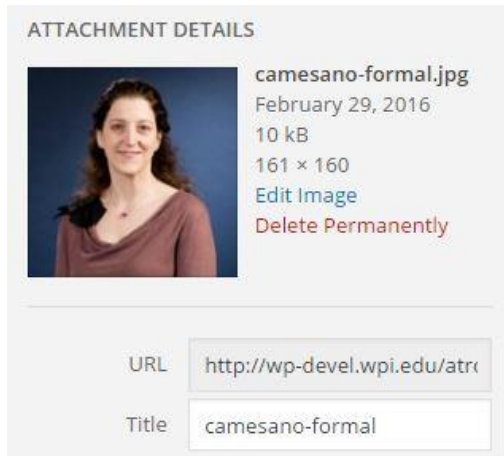 ATTACHMENT DETAILS
camesano-formal.jpg
February 29, 2016
10 kB
161 × 160
Edit Image
Delete Permanently
URL http://wp-devel.wpi.edu/atr
Title camesano-formal